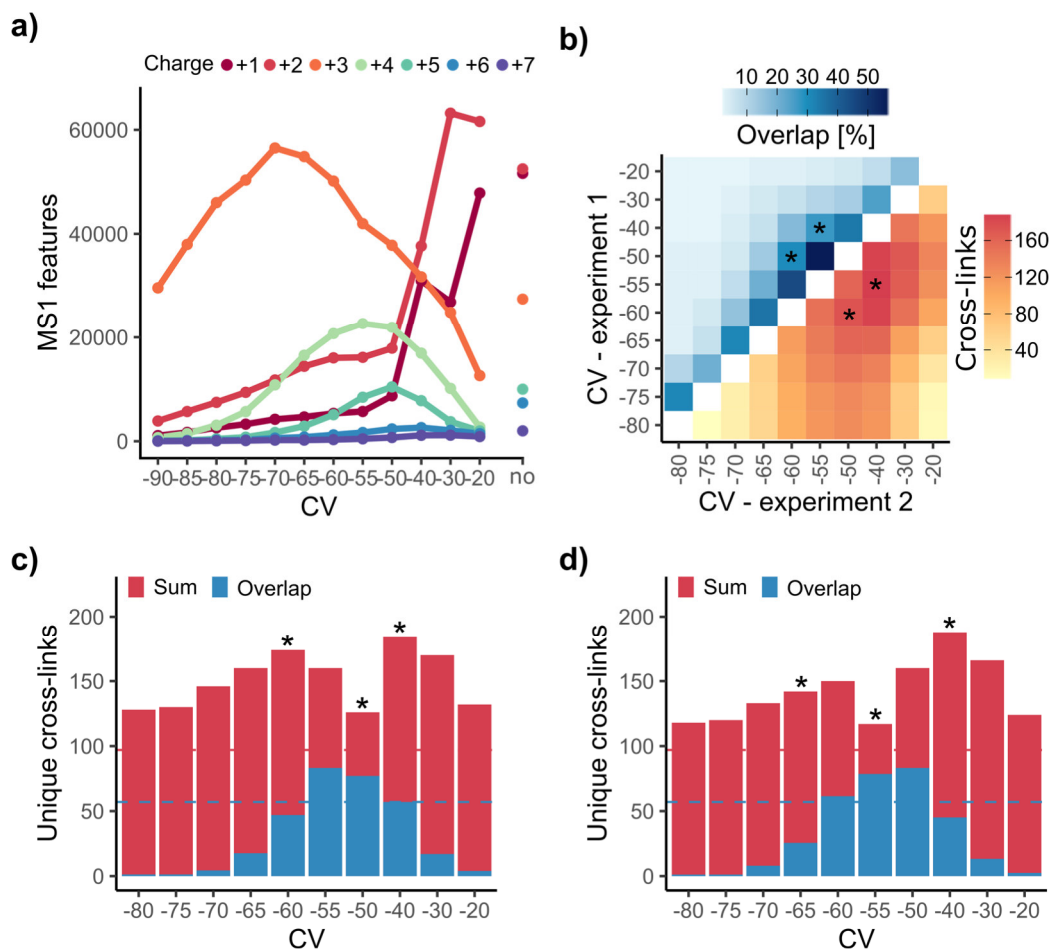 a)
Charge +1 +2 +3 +4 +5 +6 +7
MS1 features
60000
40000
20000
0
-90 -85 -80 -75 -70 -65 -60 -55 -50 -40 -30 -20 no
CV
b)
10 20 30 40 50
Overlap [%]
CV - experiment 1
-20
-30
-40
-50
-55
-60
-65
-70
-75
-80
* * * *
-80 -75 -70 -65 -60 -55 -50 -40 -30 -20
CV - experiment 2
Cross-links
160
120
80
40
c)
Sum Overlap
Unique cross-links
200
150
100
50
0
* * *
-80 -75 -70 -65 -60 -55 -50 -40 -30 -20
CV
d)
Sum Overlap
Unique cross-links
200
150
100
50
0
* * *
-80 -75 -70 -65 -60 -55 -50 -40 -30 -20
CV